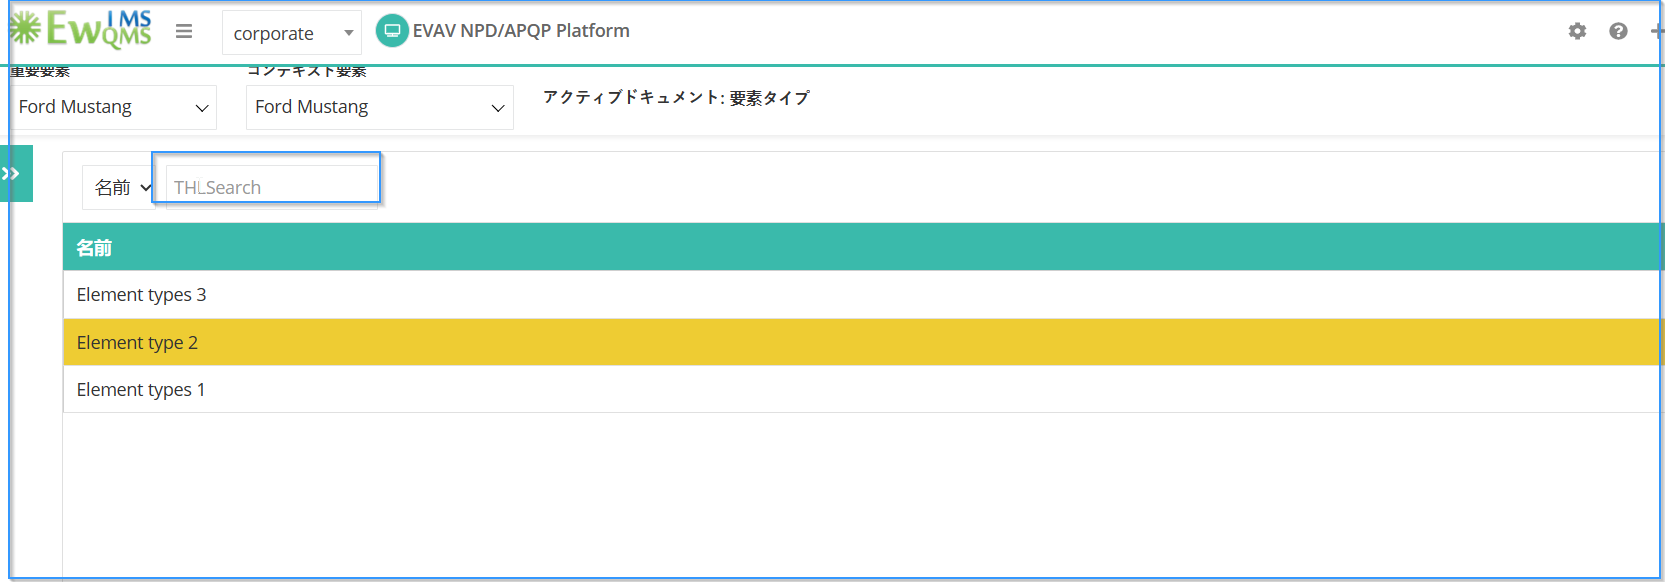 EwQMS IMS
corporate
EVAV NPD/APQP Platform
重要要素
コンテキスト要素
Ford Mustang
Ford Mustang
アクティブドキュメント: 要素タイプ
名前
THLSearch
名前
Element types 3
Element type 2
Element types 1